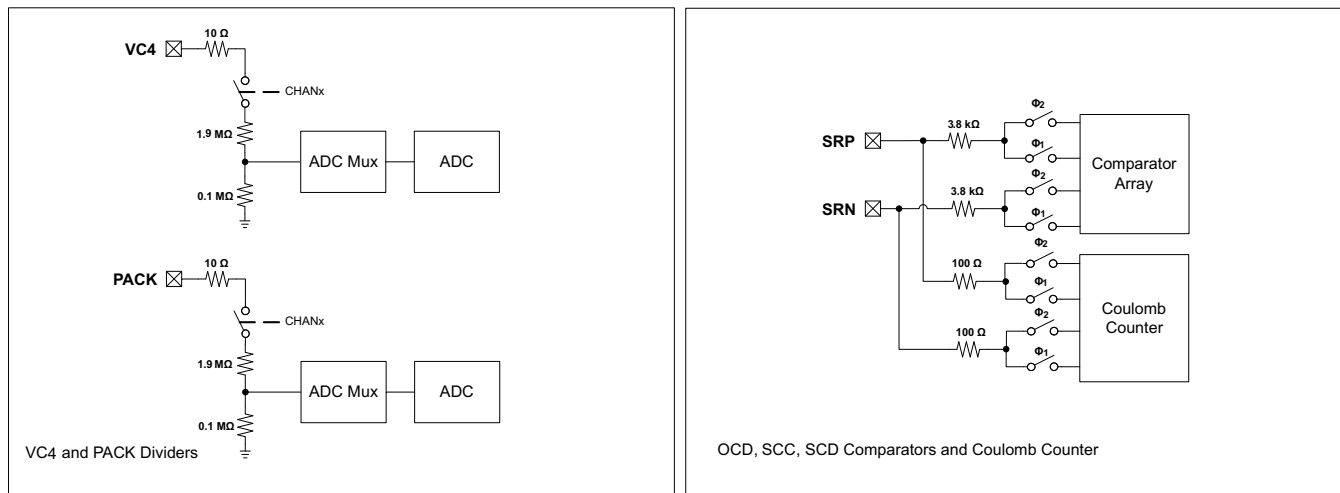 10 Ω
VC4
CHANx
1.9 MΩ
ADC Mux
ADC
0.1 MΩ
10 Ω
PACK
CHANx
1.9 MΩ
ADC Mux
ADC
0.1 MΩ
VC4 and PACK Dividers
Φ2
3.8 kΩ
SRP
Φ1
Φ2
3.8 kΩ
SRN
Φ1
Comparator
Array
Φ2
100 Ω
Φ1
Φ2
100 Ω
Φ1
Coulomb
Counter
OCD, SCC, SCD Comparators and Coulomb Counter